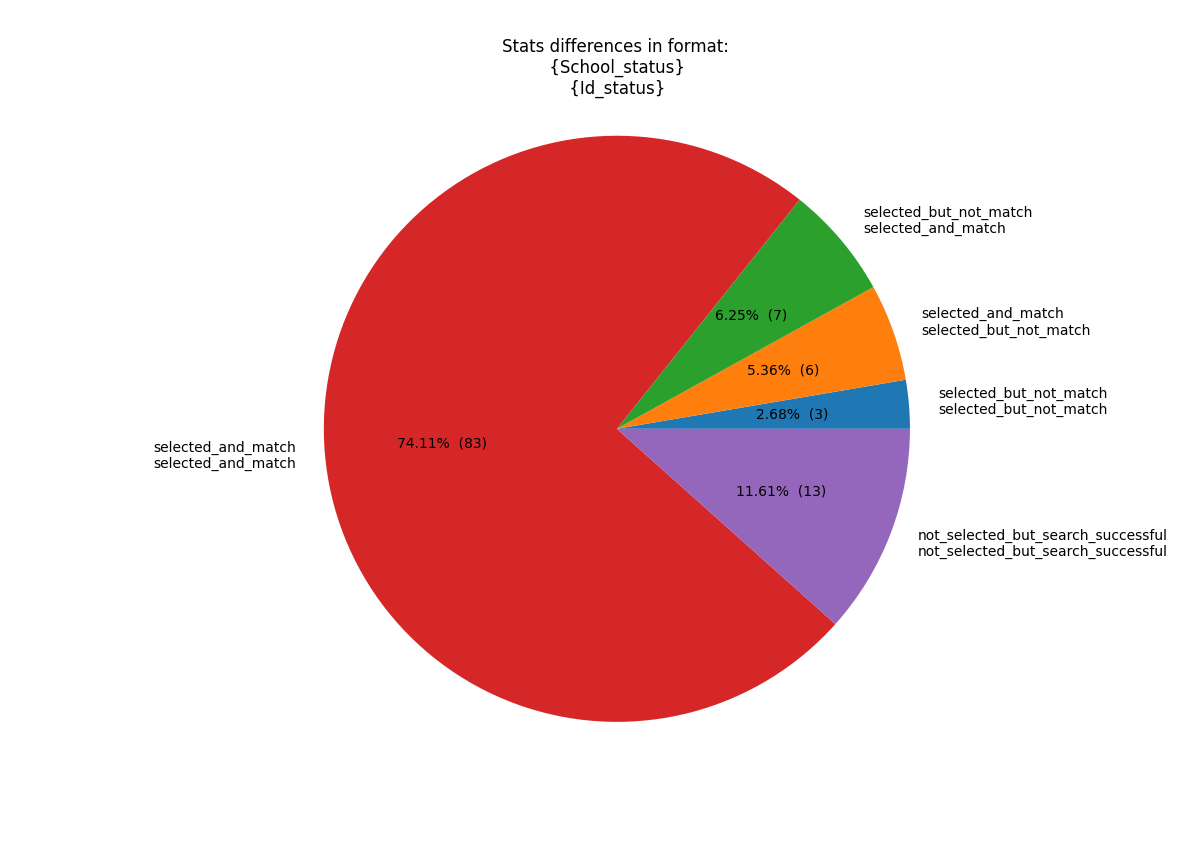 Stats differences in format:
{School_status}
{Id_status}
selected_but_not_match
selected_and_match
6.25%  (7)
selected_and_match
selected_but_not_match
5.36%  (6)
selected_but_not_match
selected_but_not_match
2.68%  (3)
selected_and_match
selected_and_match
74.11%  (83)
11.61%  (13)
not_selected_but_search_successful
not_selected_but_search_successful